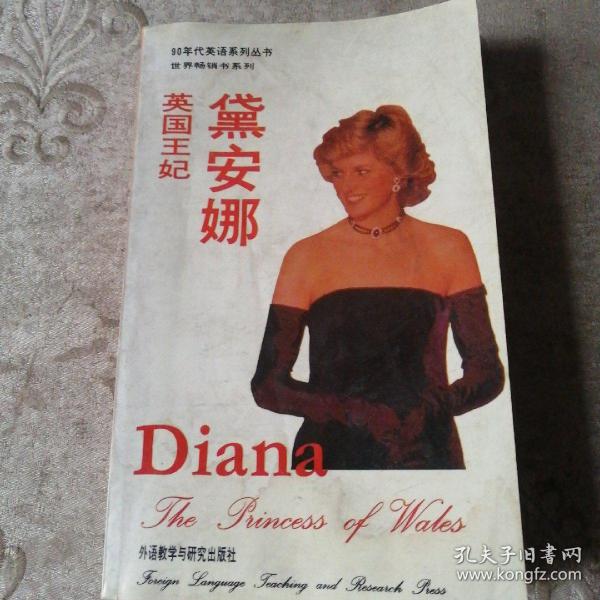 90年代英语系列丛书
世界畅销书系列
英国王妃
黛安娜
Diana
The Princess of Wales
外语教学与研究出版社
Foreign Language Teaching and Research Press
孔夫子旧书网
www.kongfz.com